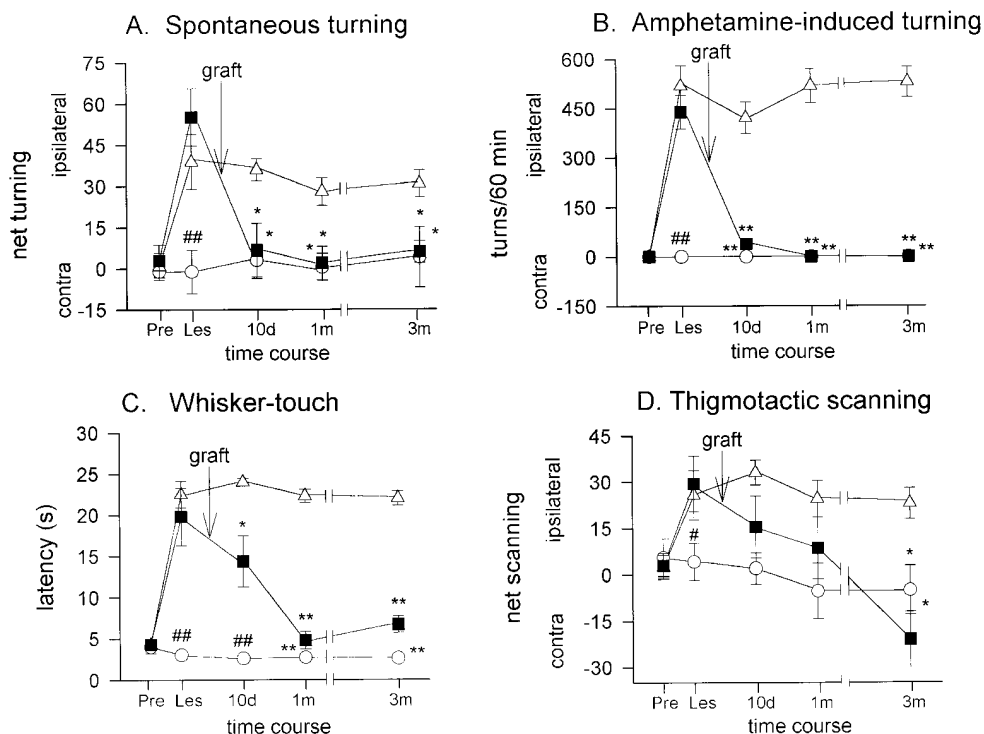 A. Spontaneous turning
75
60
45
30
15
0
-15
net turning
ipsilateral
contra
graft
##
*
*
*
*
*
*
Pre Les 10d 1m 3m
time course
B. Amphetamine-induced turning
600
450
300
150
0
-150
turns/60 min
ipsilateral
contra
graft
##
**
**
**
**
**
**
Pre Les 10d 1m 3m
time course
C. Whisker-touch
30
25
20
15
10
5
0
latency (s)
graft
##
*
##
**
**
**
**
Pre Les 10d 1m 3m
time course
D. Thigmotactic scanning
45
30
15
0
-15
-30
net scanning
ipsilateral
contra
graft
#
*
*
Pre Les 10d 1m 3m
time course